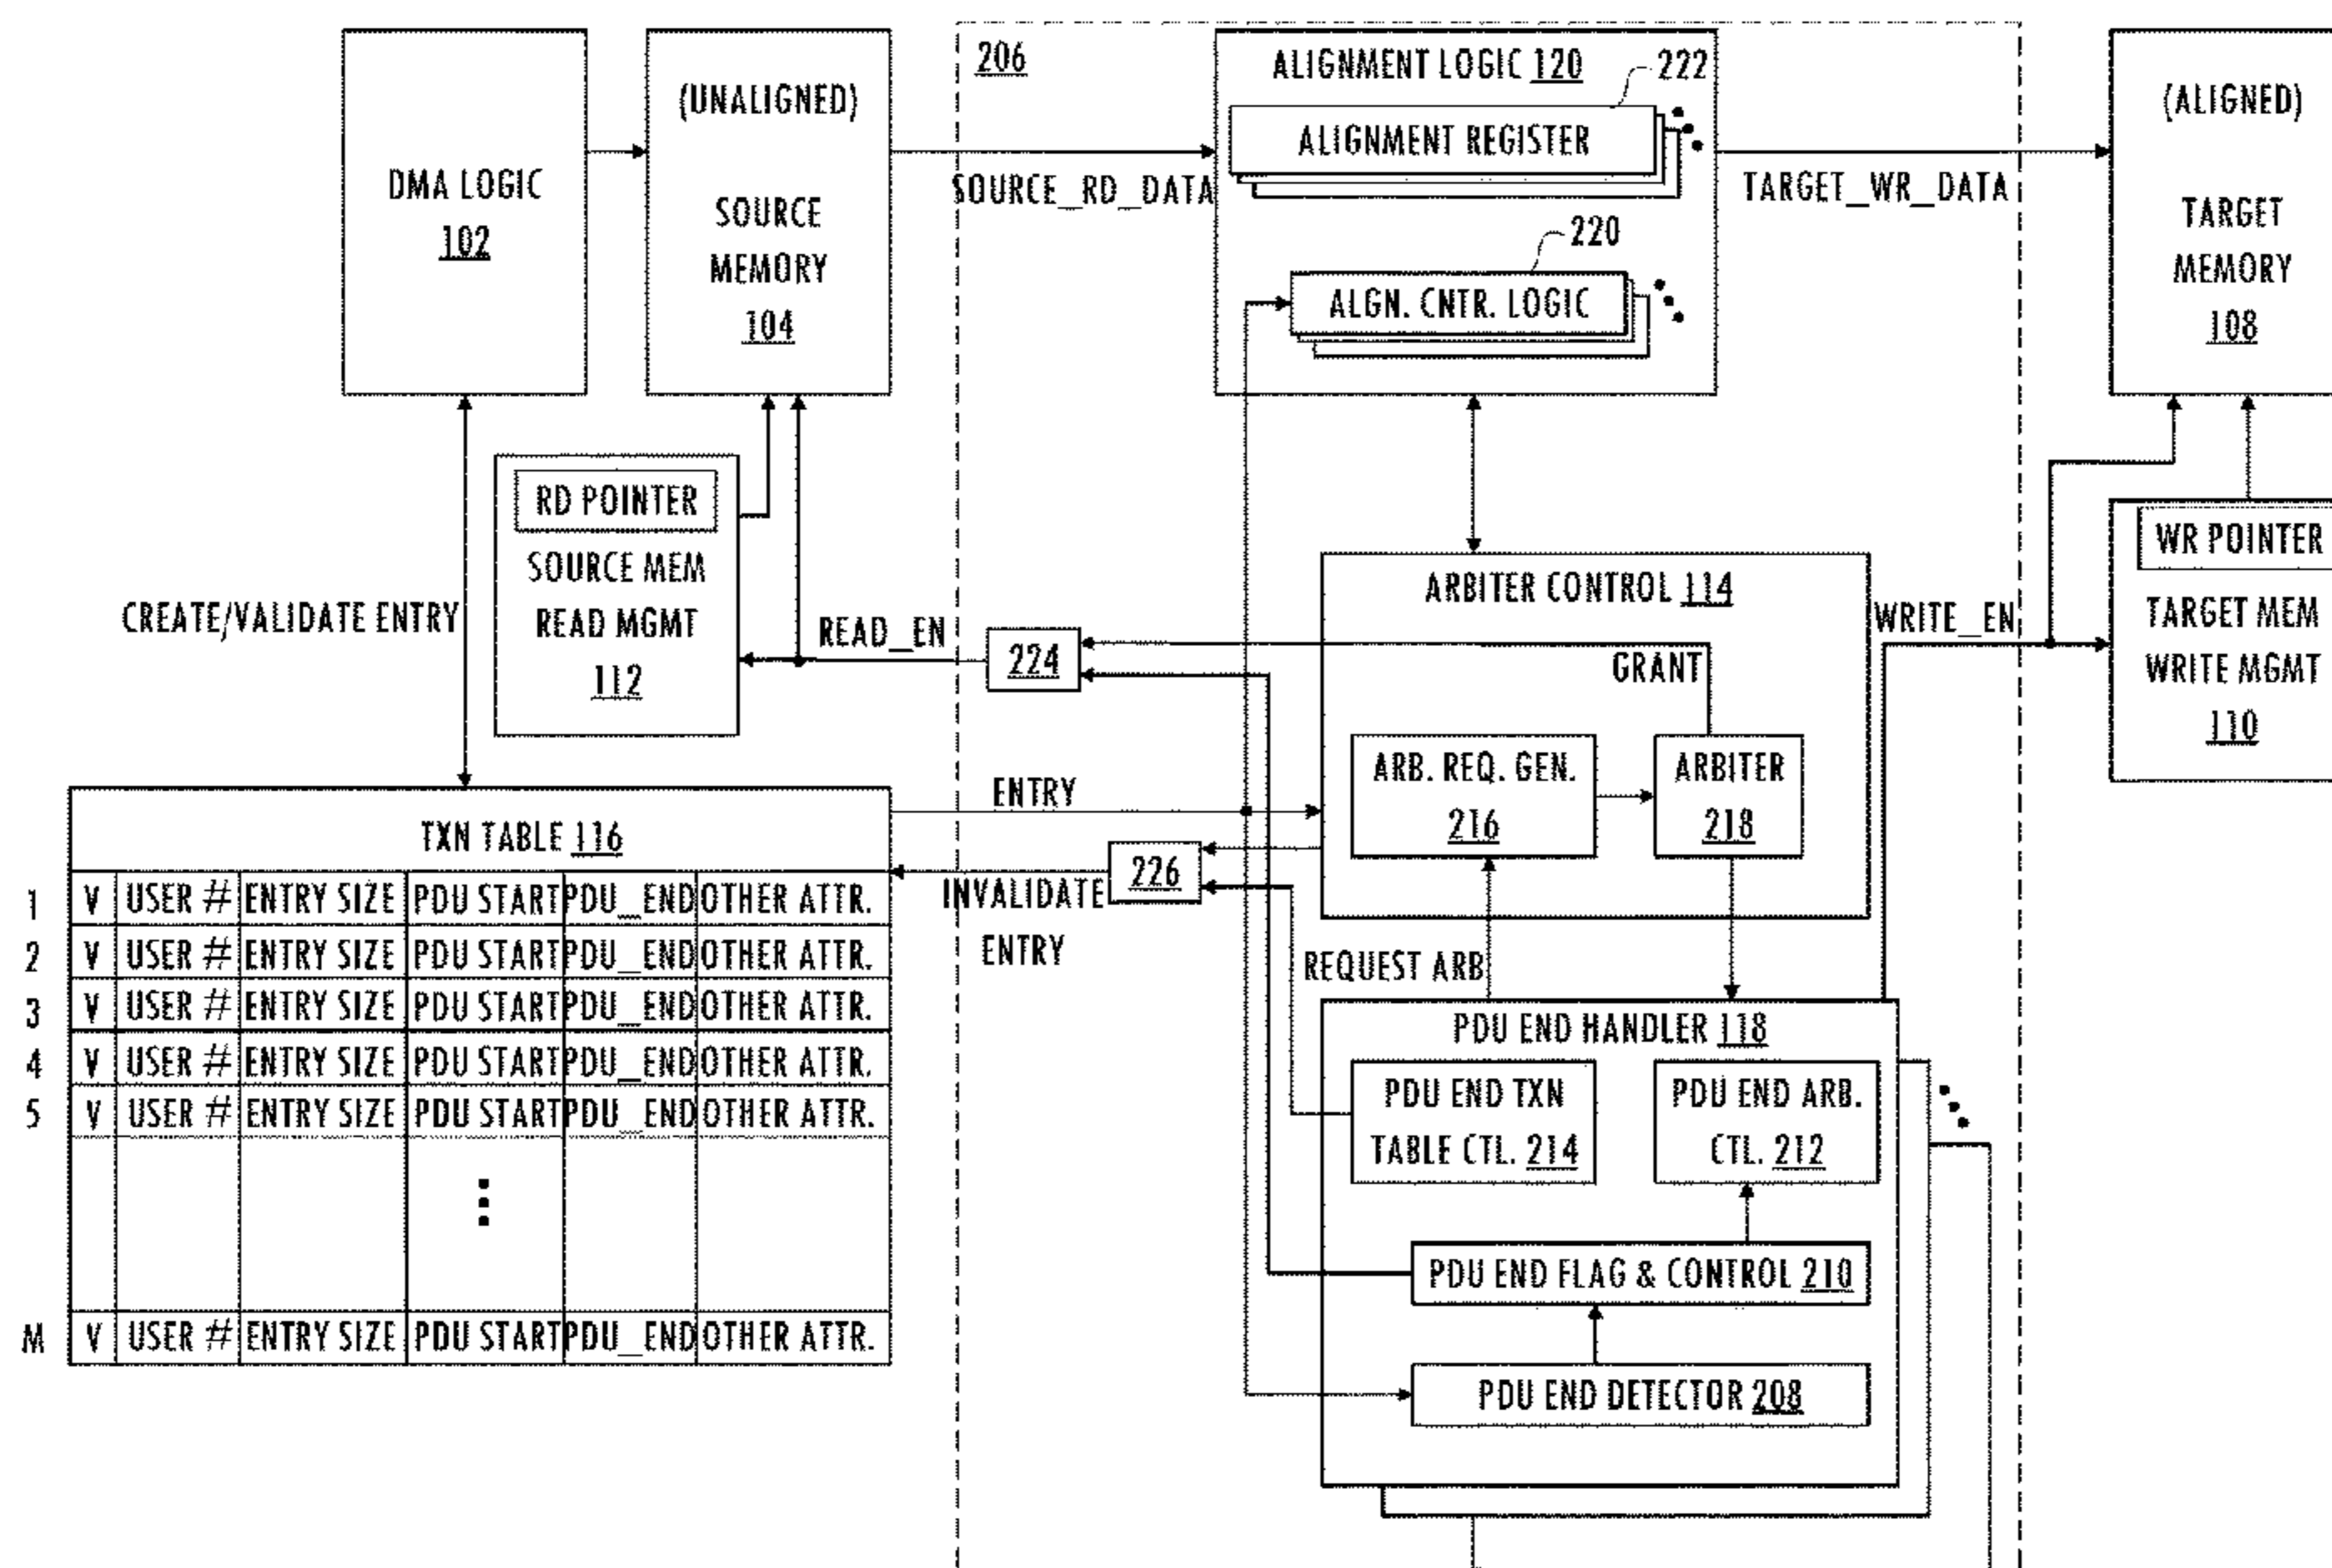 DMA LOGIC
102
(UNALIGNED)
SOURCE
MEMORY
104
206
SOURCE_RD_DATA
ALIGNMENT LOGIC 120
222
ALIGNMENT REGISTER
220
ALGN. CNTR. LOGIC
TARGET_WR_DATA
(ALIGNED)
TARGET
MEMORY
108
RD POINTER
SOURCE MEM
READ MGMT
112
CREATE/VALIDATE ENTRY
READ_EN
224
ARBITER CONTROL 114
GRANT
ARB. REQ. GEN.
216
ARBITER
218
WRITE_EN
WR POINTER
TARGET MEM
WRITE MGMT
110
ENTRY
226
INVALIDATE
ENTRY
REQUEST ARB
TXN TABLE 116
1 V USER # ENTRY SIZE PDU START PDU_END OTHER ATTR.
2 V USER # ENTRY SIZE PDU START PDU_END OTHER ATTR.
3 V USER # ENTRY SIZE PDU START PDU_END OTHER ATTR.
4 V USER # ENTRY SIZE PDU START PDU_END OTHER ATTR.
5 V USER # ENTRY SIZE PDU START PDU_END OTHER ATTR.
M V USER # ENTRY SIZE PDU START PDU_END OTHER ATTR.
PDU END HANDLER 118
PDU END TXN
TABLE CTL. 214
PDU END ARB.
CTL. 212
PDU END FLAG & CONTROL 210
PDU END DETECTOR 208